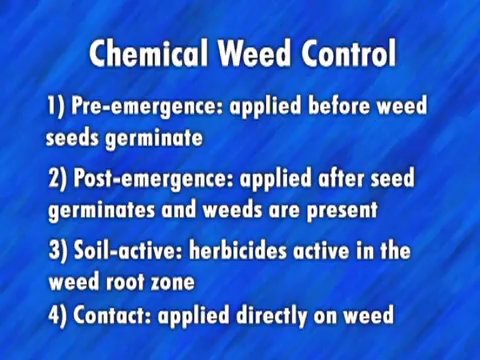 Chemical Weed Control
1) Pre-emergence: applied before weed
seeds germinate
2) Post-emergence: applied after seed
germinates and weeds are present
3) Soil-active: herbicides active in the
weed root zone
4) Contact: applied directly on weed